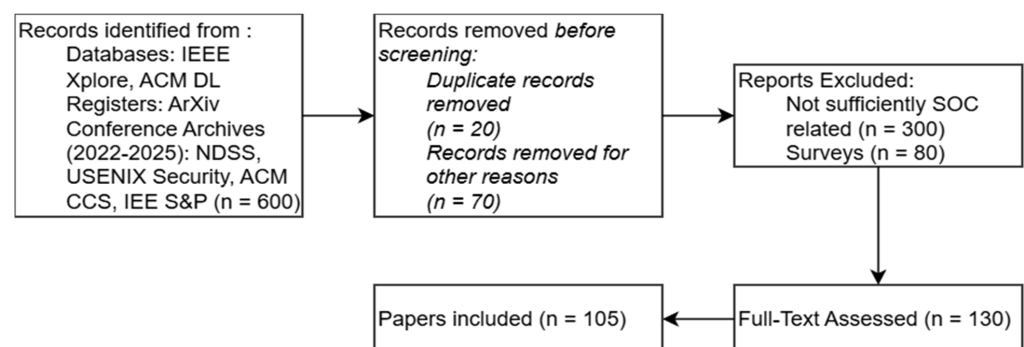 Records identified from :
Databases: IEEE
Xplore, ACM DL
Registers: ArXiv
Conference Archives
(2022-2025): NDSS,
USENIX Security, ACM
CCS, IEE S&P (n = 600)
Records removed before
screening:
Duplicate records
removed
(n = 20)
Records removed for
other reasons
(n = 70)
Reports Excluded:
Not sufficiently SOC
related (n = 300)
Surveys (n = 80)
Full-Text Assessed (n = 130)
Papers included (n = 105)